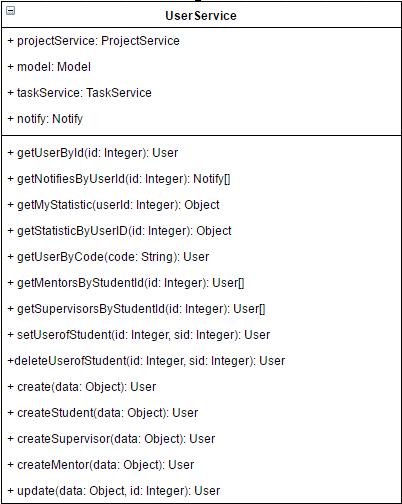 UserService
+ projectService: ProjectService
+ model: Model
+ taskService: TaskService
+ notify: Notify
+ getUserById(id: Integer): User
+ getNotifiesByUserId(id: Integer): Notify[]
+ getMyStatistic(userId: Integer): Object
+ getStatisticByUserID(id: Integer): Object
+ getUserByCode(code: String): User
+ getMentorsByStudentId(id: Integer): User[]
+ getSupervisorsByStudentId(id: Integer): User[]
+ setUserofStudent(id: Integer, sid: Integer): User
+deleteUserofStudent(id: Integer, sid: Integer): User
+ create(data: Object): User
+ createStudent(data: Object): User
+ createSupervisor(data: Object): User
+ createMentor(data: Object): User
+ update(data: Object, id: Integer): User